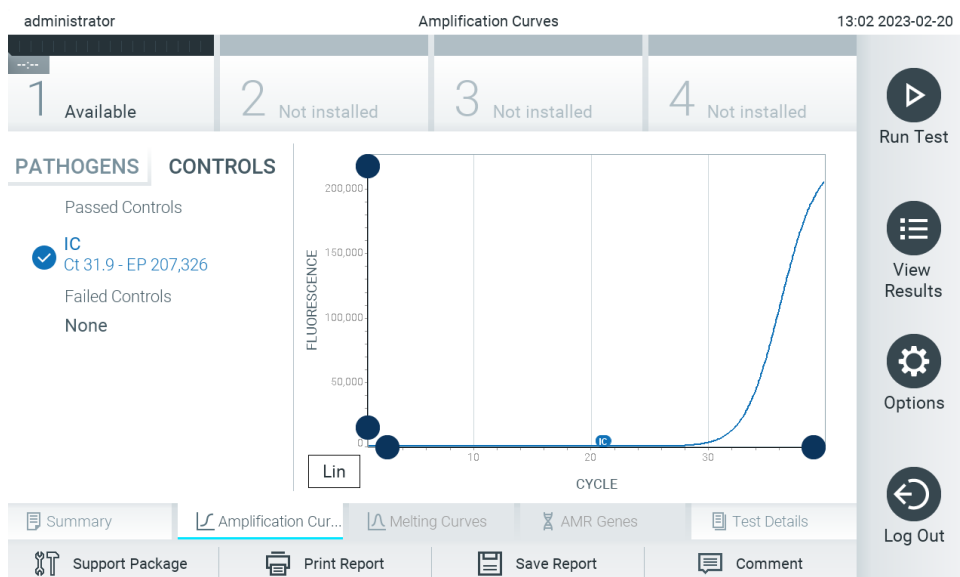 administrator
Amplification Curves
13:02 2023-02-20
--:--
1 Available
2 Not installed
3 Not installed
4 Not installed
Run Test
View
Results
Options
Log Out
PATHOGENS
CONTROLS
Passed Controls
IC
Ct 31.9 - EP 207,326
Failed Controls
None
FLUORESCENCE
200,000
150,000
100,000
50,000
0
IC
10
20
30
CYCLE
Lin
Summary
Amplification Cur...
Melting Curves
AMR Genes
Test Details
Support Package
Print Report
Save Report
Comment